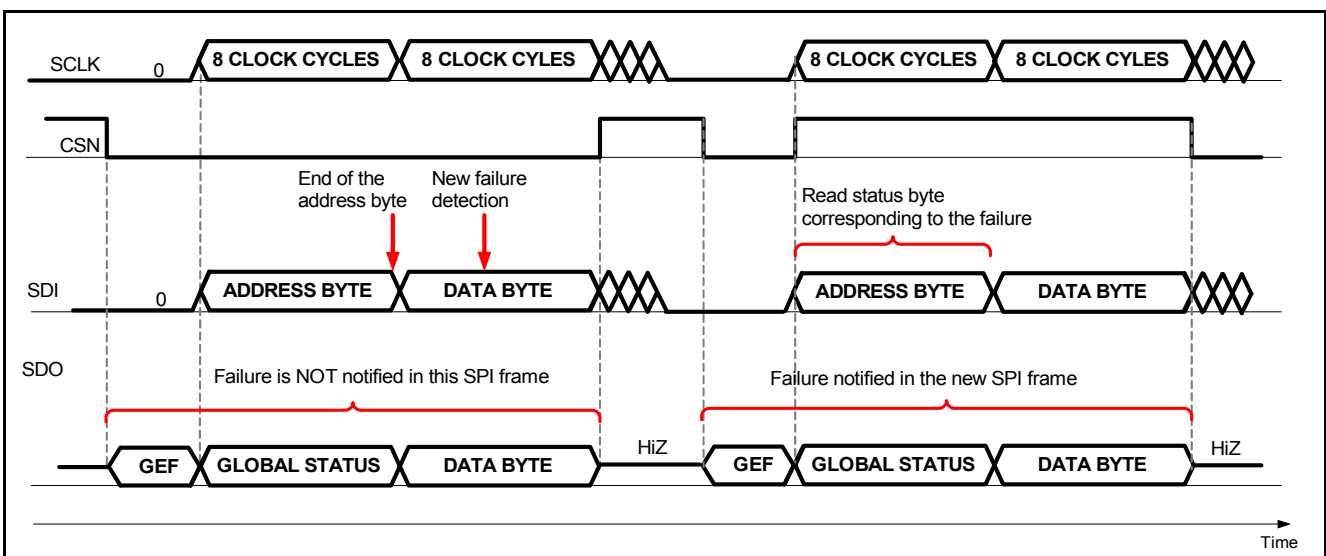 SCLK 0 8 CLOCK CYCLES 8 CLOCK CYLES 8 CLOCK CYCLES 8 CLOCK CYLES
CSN
End of the
address byte
New failure
detection
Read status byte
corresponding to the failure
SDI 0 ADDRESS BYTE DATA BYTE ADDRESS BYTE DATA BYTE
SDO
Failure is NOT notified in this SPI frame
Failure notified in the new SPI frame
GEF GLOBAL STATUS DATA BYTE HiZ GEF GLOBAL STATUS DATA BYTE HiZ
Time